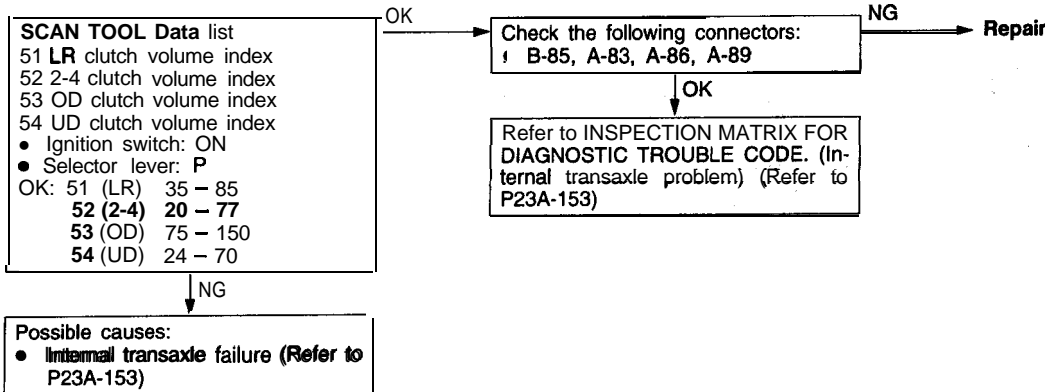 SCAN TOOL Data list
51 LR clutch volume index
52 2-4 clutch volume index
53 OD clutch volume index
54 UD clutch volume index
● Ignition switch: ON
● Selector lever: P
OK: 51 (LR) 35 – 85
52 (2-4) 20 – 77
53 (OD) 75 – 150
54 (UD) 24 – 70
OK
Check the following connectors:
B-85, A-83, A-86, A-89
NG
Repair
OK
Refer to INSPECTION MATRIX FOR
DIAGNOSTIC TROUBLE CODE. (In-
ternal transaxle problem) (Refer to
P23A-153)
NG
Possible causes:
● Internal transaxle failure (Refer to
P23A-153)